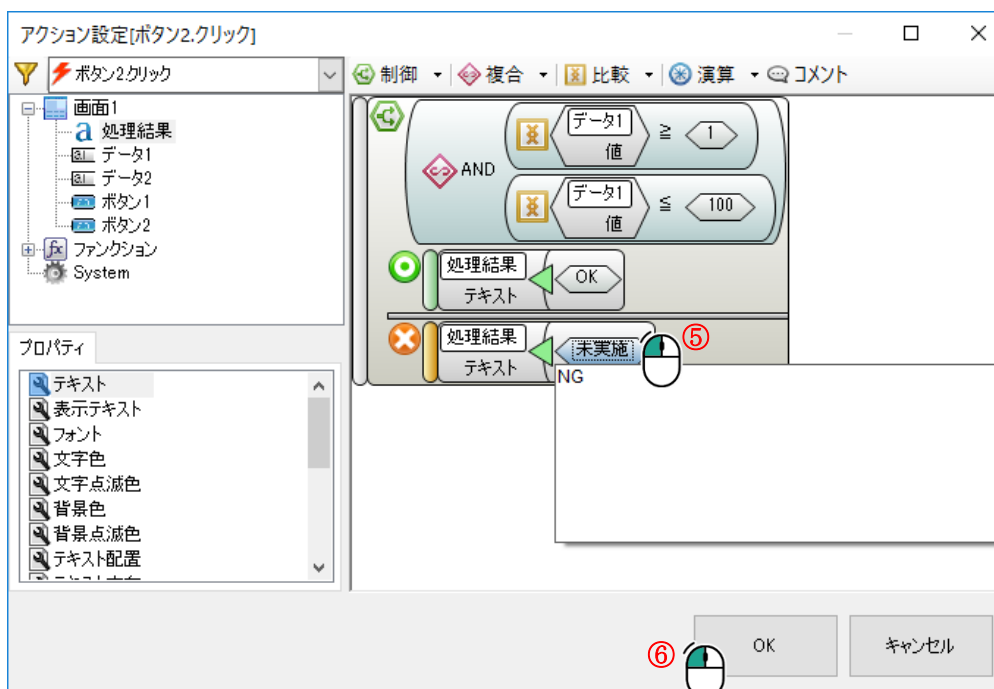 アクション設定[ボタン2.クリック]
ボタン2.クリック
制御
複合
比較
演算
コメント
画面1
処理結果
データ1
データ2
ボタン1
ボタン2
ファンクション
System
AND
データ1
値
≧
1
データ1
値
≦
100
処理結果
テキスト
OK
処理結果
テキスト
未実施
⑤
NG
プロパティ
テキスト
表示テキスト
フォント
文字色
文字点滅色
背景色
背景点滅色
テキスト配置
⑥
OK
キャンセル